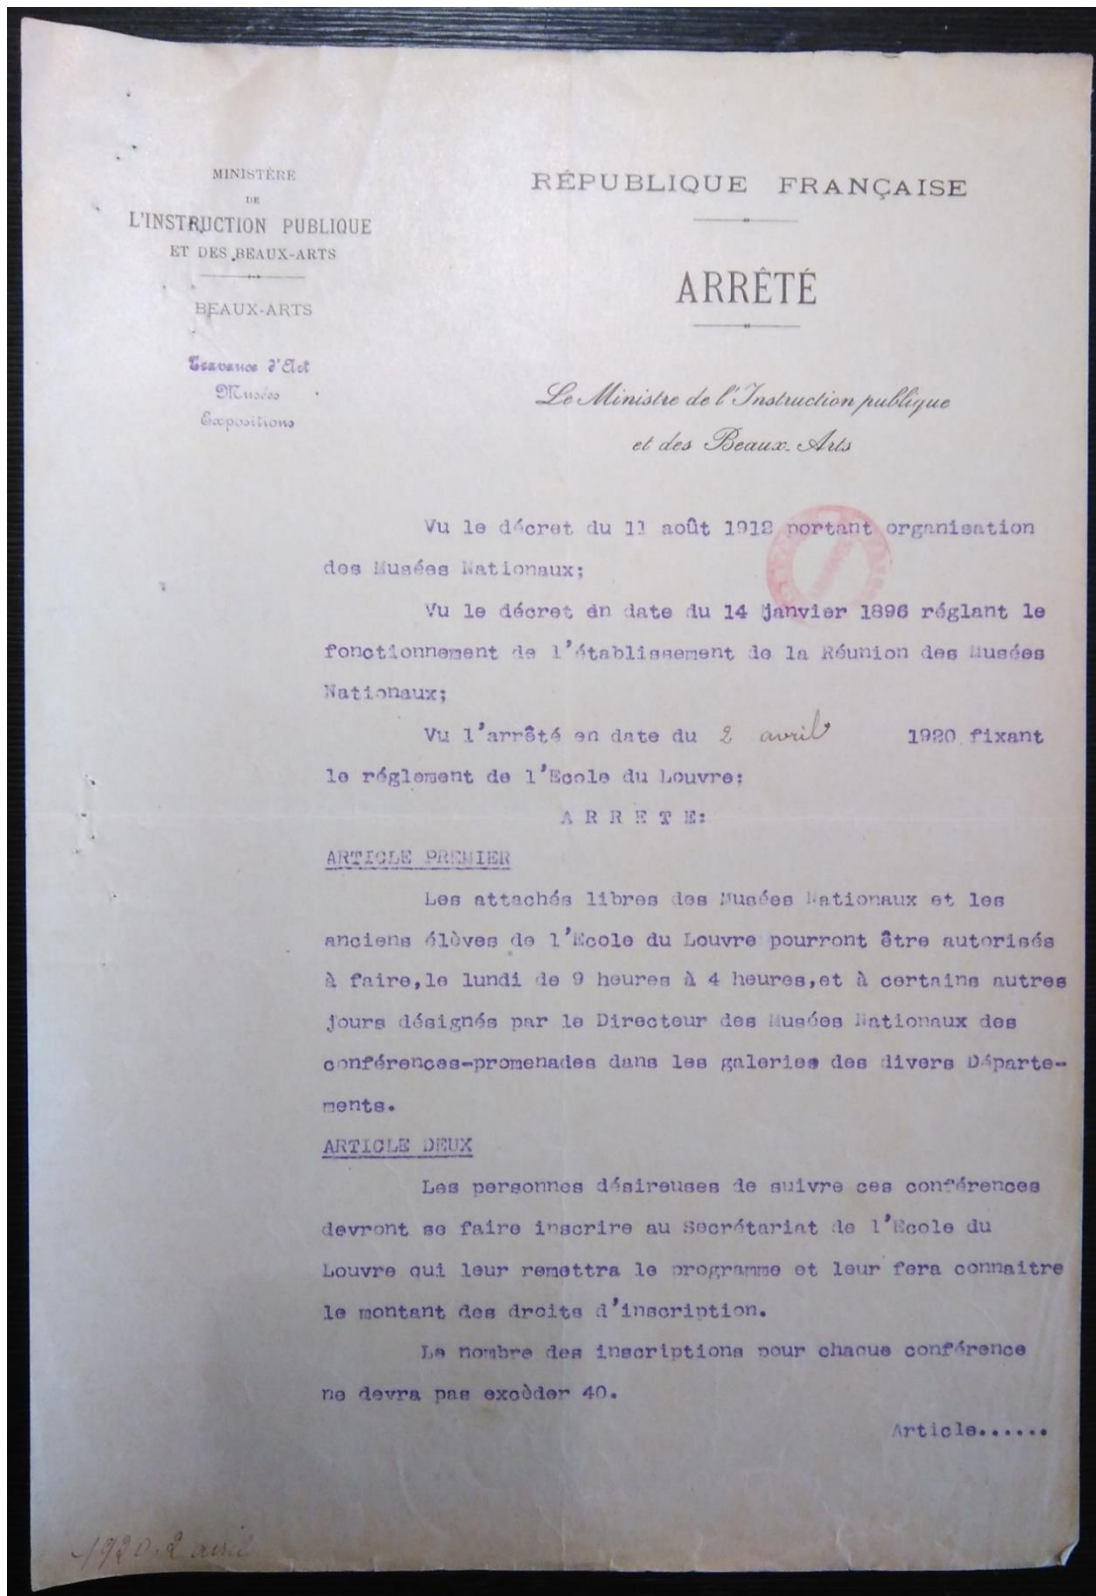 MINISTÈRE
DE
L'INSTRUCTION PUBLIQUE
ET DES BEAUX-ARTS
BEAUX-ARTS
Travaux d'Art
Musées
Expositions
RÉPUBLIQUE FRANÇAISE
ARRÊTÉ
Le Ministre de l'Instruction publique
et des Beaux-Arts
Vu le décret du 11 août 1912 portant organisation
des Musées Nationaux;
Vu le décret en date du 14 janvier 1896 réglant le
fonctionnement de l'établissement de la Réunion des Musées
Nationaux;
Vu l'arrêté en date du 2 avril 1920 fixant
le réglement de l'Ecole du Louvre:
A R R E T E:
ARTICLE PREMIER
Les attachés libres des Musées Nationaux et les
anciens élèves de l'Ecole du Louvre pourront être autorisés
à faire,le lundi de 9 heures à 4 heures,et à certains autres
jours désignés par le Directeur des Musées Nationaux des
conférences-promenades dans les galeries des divers Départe-
ments.
ARTICLE DEUX
Les personnes désireuses de suivre ces conférences
devront se faire inscrire au Secrétariat de l'Ecole du
Louvre qui leur remettra le programme et leur fera connaitre
le montant des droits d'inscription.
Le nombre des inscriptions pour chaque conférence
ne devra pas excèder 40.
Article......
1920.2 avril